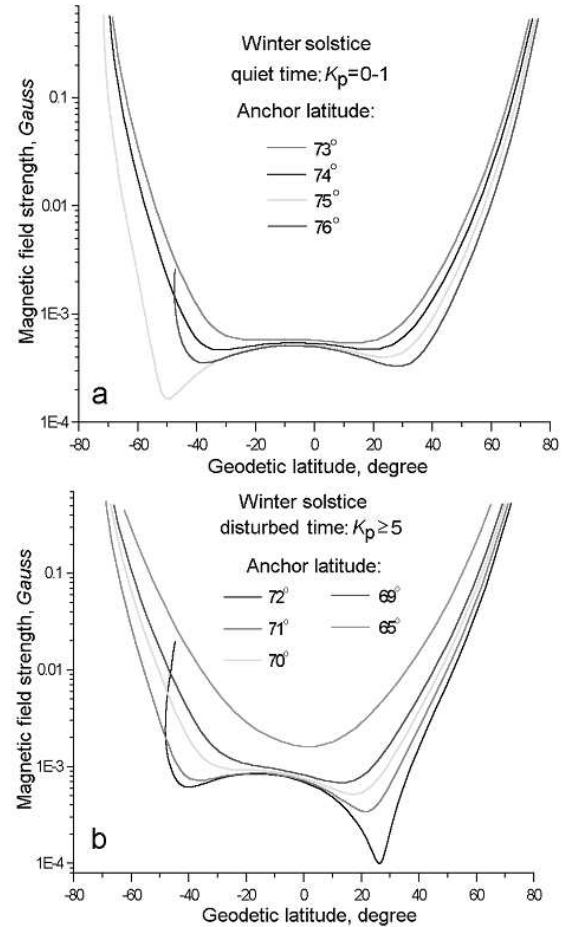 Winter solstice
quiet time: Kp=0-1
Anchor latitude:
73°
74°
75°
76°
Magnetic field strength, Gauss
0.1
0.01
1E-3
1E-4
a
-80 -60 -40 -20 0 20 40 60 80
Geodetic latitude, degree
Winter solstice
disturbed time: Kp≥5
Anchor latitude:
72° 69°
71° 65°
70°
Magnetic field strength, Gauss
0.1
0.01
1E-3
1E-4
b
-80 -60 -40 -20 0 20 40 60 80
Geodetic latitude, degree